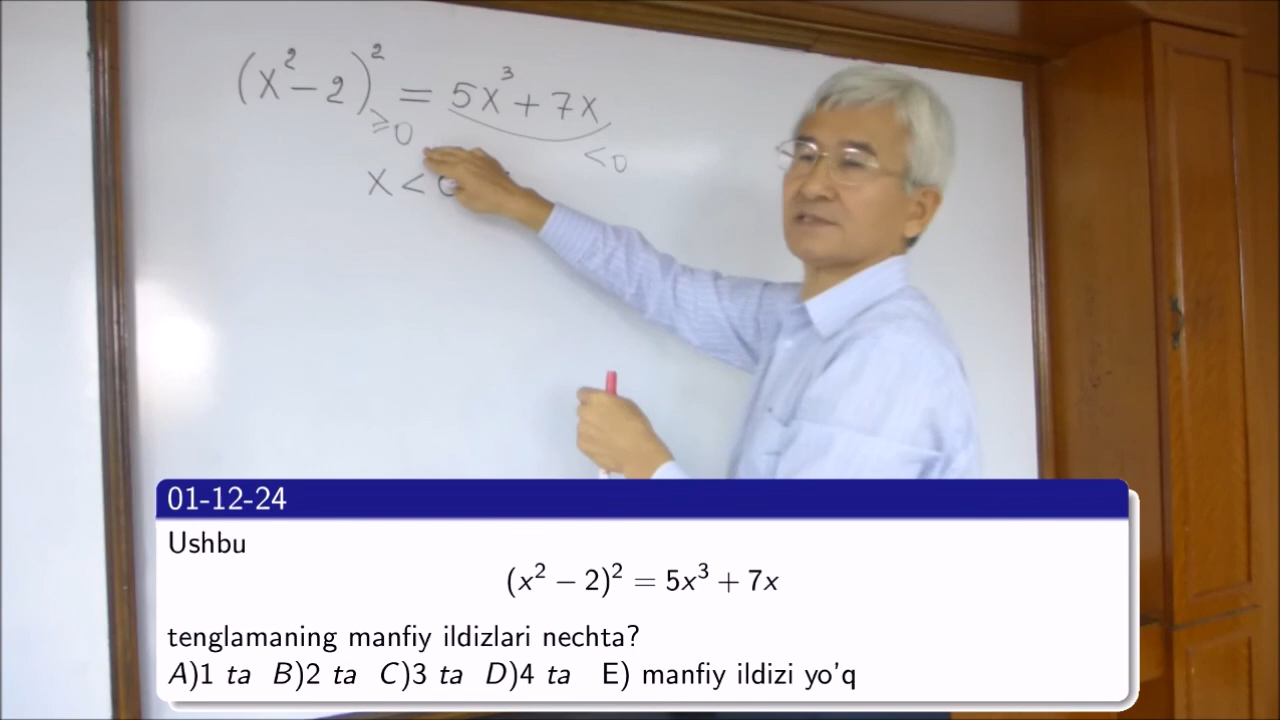 (x² − 2)² = 5x³ + 7x
≥0
<0
x <
01-12-24
Ushbu
(x² − 2)² = 5x³ + 7x
tenglamaning manfiy ildizlari nechta?
A)1 ta B)2 ta C)3 ta D)4 ta E) manfiy ildizi yo'q